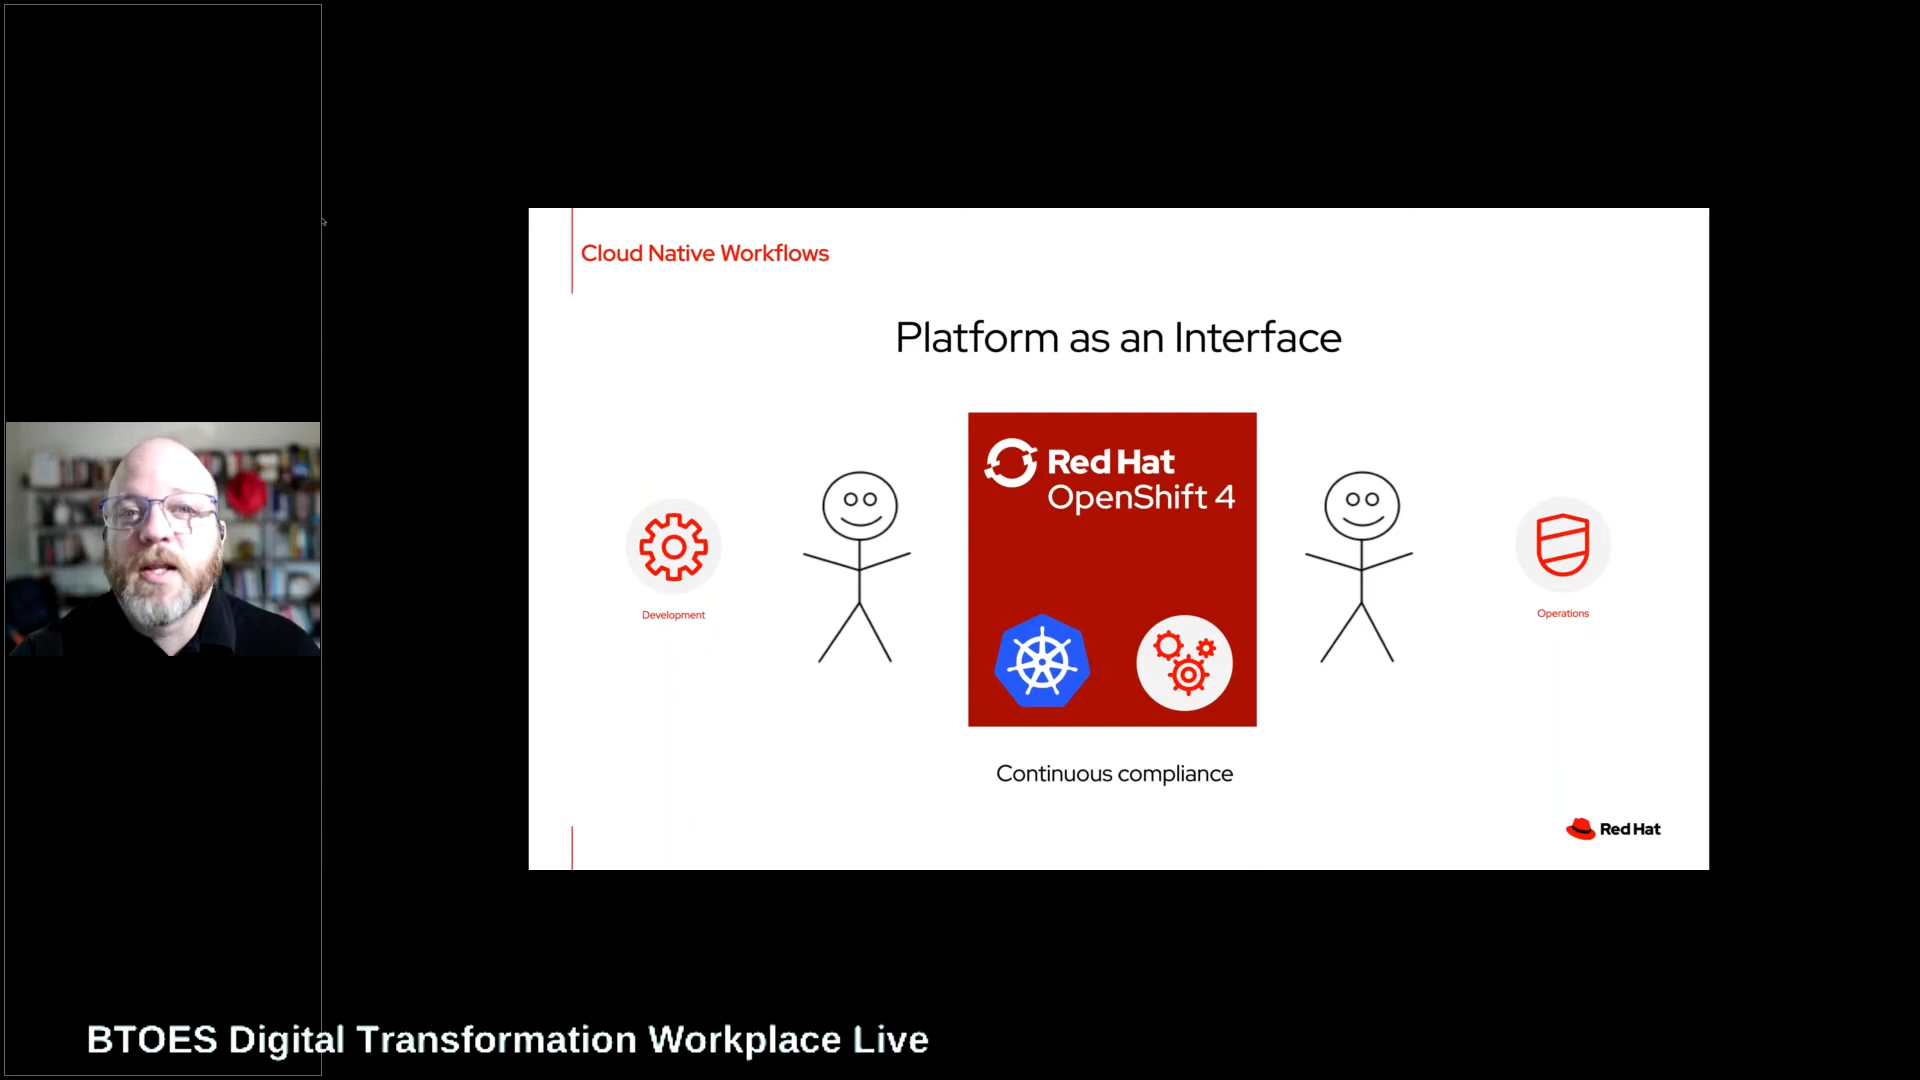 Cloud Native Workflows
Platform as an Interface
Red Hat
OpenShift 4
Development
Operations
Continuous compliance
Red Hat
BTOES Digital Transformation Workplace Live